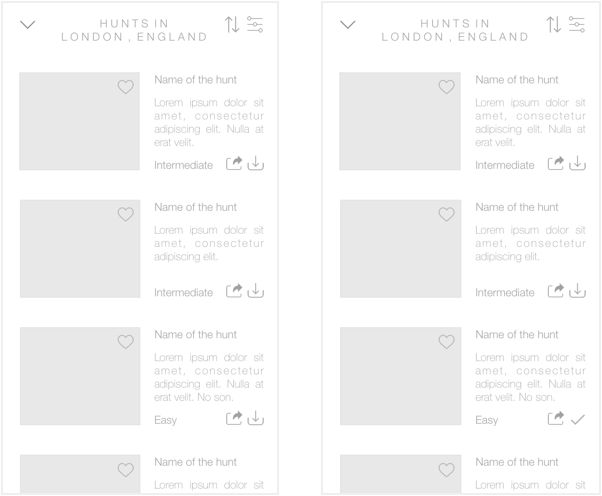 HUNTS IN
LONDON , ENGLAND
Name of the hunt
Lorem ipsum dolor sit
amet, consectetur
adipiscing elit. Nulla at
erat velit.
Intermediate
Name of the hunt
Lorem ipsum dolor sit
amet, consectetur
adipiscing elit.
Intermediate
Name of the hunt
Lorem ipsum dolor sit
amet, consectetur
adipiscing elit. Nulla at
erat velit. No son.
Easy
Name of the hunt
Lorem ipsum dolor sit
HUNTS IN
LONDON , ENGLAND
Name of the hunt
Lorem ipsum dolor sit
amet, consectetur
adipiscing elit. Nulla at
erat velit.
Intermediate
Name of the hunt
Lorem ipsum dolor sit
amet, consectetur
adipiscing elit.
Intermediate
Name of the hunt
Lorem ipsum dolor sit
amet, consectetur
adipiscing elit. Nulla at
erat velit. No son.
Easy
Name of the hunt
Lorem ipsum dolor sit